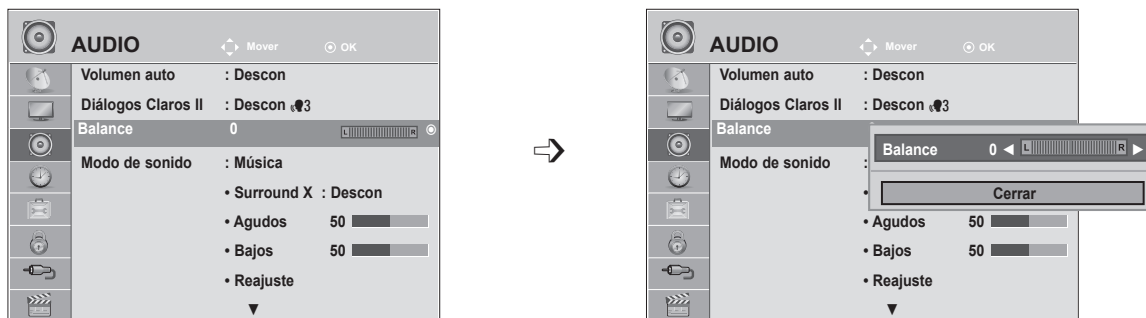 AUDIO Mover OK
Volumen auto : Descon
Diálogos Claros II : Descon 3
Balance 0 L R
Modo de sonido : Música
• Surround X : Descon
• Agudos 50
• Bajos 50
• Reajuste
▼
AUDIO Mover OK
Volumen auto : Descon
Diálogos Claros II : Descon 3
Balance
Balance 0 ◄ L R ►
Modo de sonido :
Cerrar
•
• Agudos 50
• Bajos 50
• Reajuste
▼